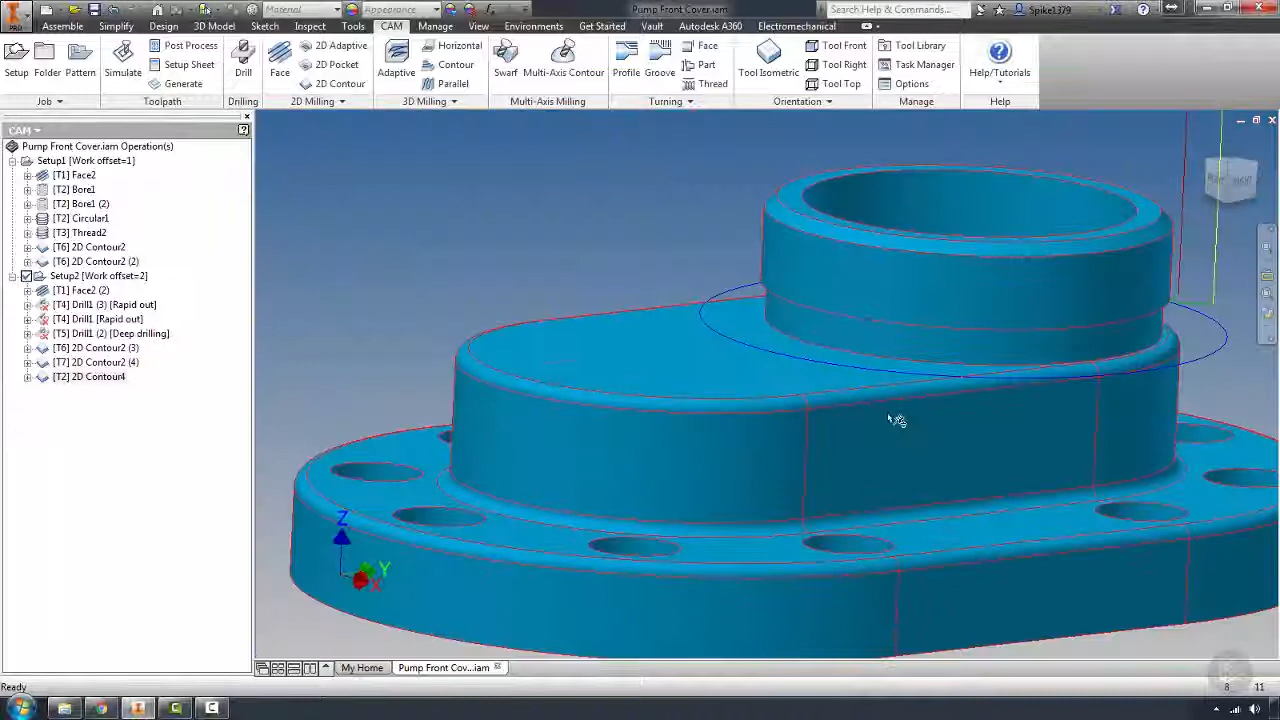 PRO
Material
Appearance
Pump Front Cover.iam
Search Help & Commands...
Spike1379
Assembly Simplify Design 3D Model Sketch Inspect Tools CAM Manage View Environments Get Started Vault Autodesk A360 Electromechanical
Setup Folder Pattern
Job
Simulate
Post Process
Setup Sheet
Generate
Toolpath
Drill
Drilling
Face
2D Adaptive
2D Pocket
2D Contour
2D Milling
Adaptive
Horizontal
Contour
Parallel
3D Milling
Swarf Multi-Axis Contour
Multi-Axis Milling
Profile Groove
Face
Part
Thread
Turning
Tool Isometric
Tool Front
Tool Right
Tool Top
Orientation
Tool Library
Task Manager
Options
Manage
Help/Tutorials
Help
CAM
Pump Front Cover.iam Operation(s)
Setup1 [Work offset=1]
[T1] Face2
[T2] Bore1
[T2] Bore1 (2)
[T2] Circular1
[T3] Thread2
[T6] 2D Contour2
[T6] 2D Contour2 (2)
Setup2 [Work offset=2]
[T1] Face2 (2)
[T4] Drill1 (3) [Rapid out]
[T4] Drill1 [Rapid out]
[T5] Drill1 (2) [Deep drilling]
[T6] 2D Contour2 (3)
[T7] 2D Contour2 (4)
[T2] 2D Contour4
Z
Y
X
My Home
Pump Front Cov...iam
Ready
8 11